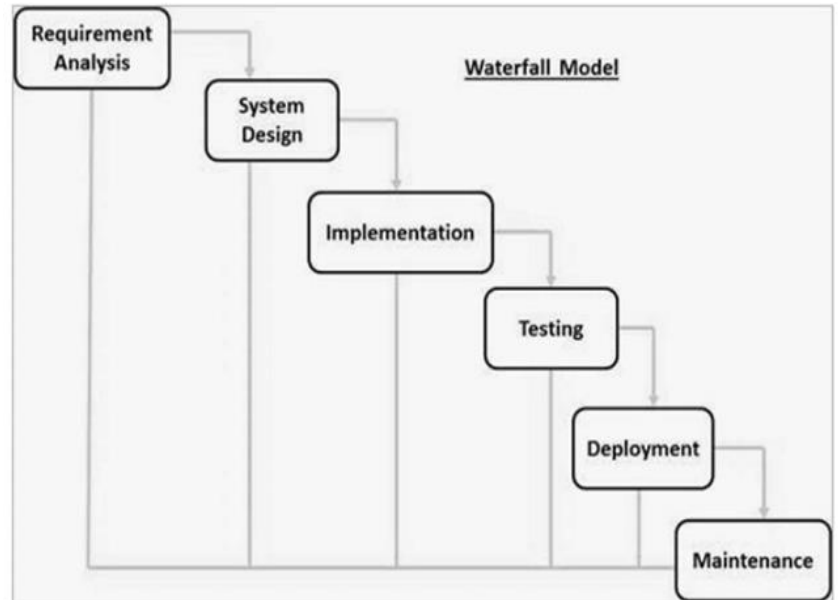 Requirement
Analysis
Waterfall Model
System
Design
Implementation
Testing
Deployment
Maintenance